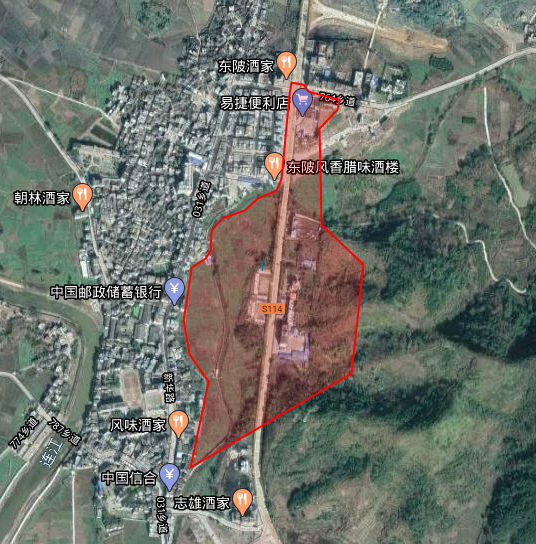 东陂酒家
易捷便利店
764乡道
东陂风香腊味酒楼
031乡道
朝林酒家
中国邮政储蓄银行
S114
风味酒家
774乡道
787乡道
连江
中国信合
志雄酒家
031乡道